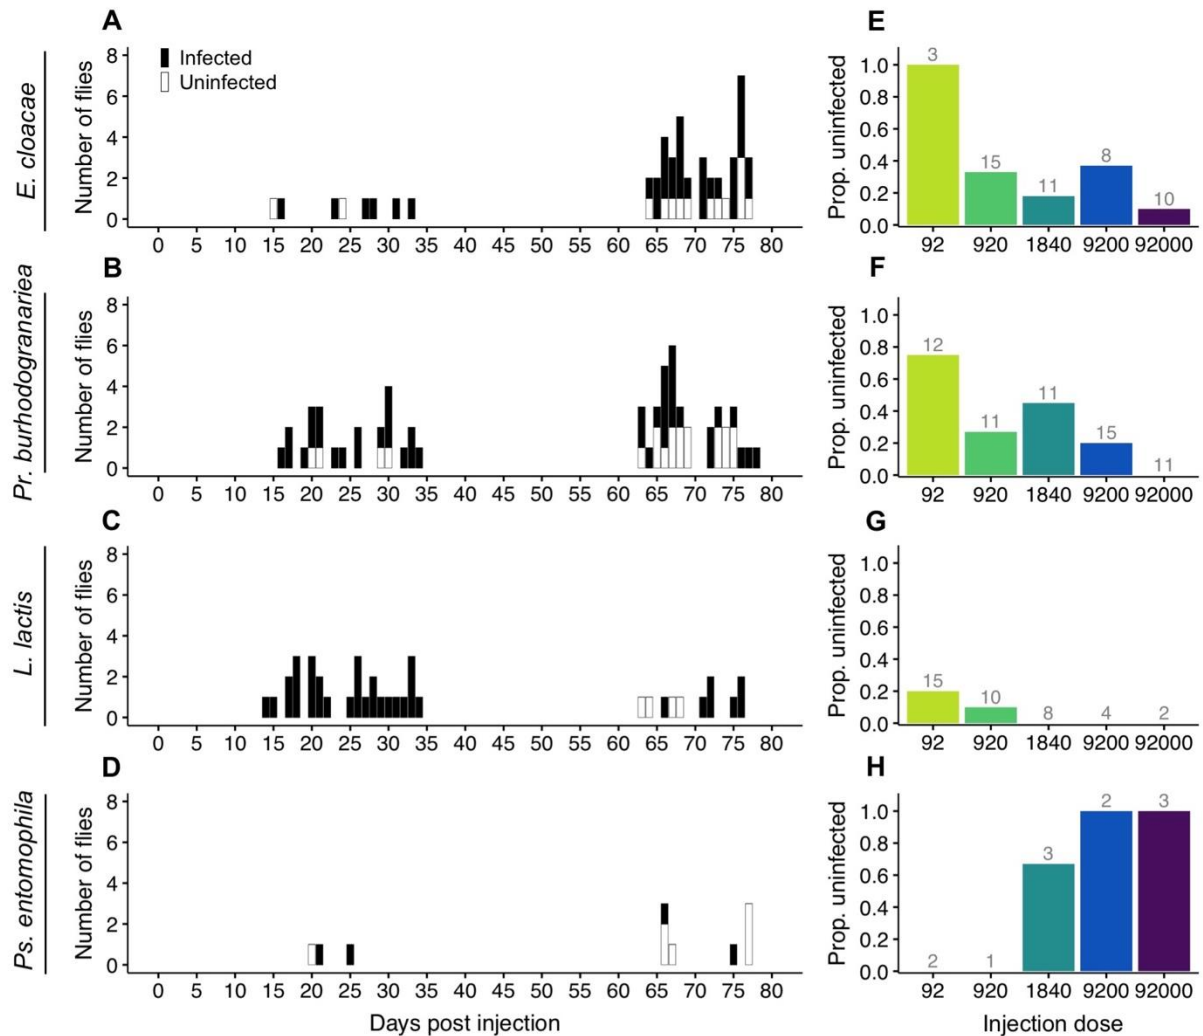 A
E. cloacae
Number of flies
8
6
4
2
0
Infected
Uninfected
0 5 10 15 20 25 30 35 40 45 50 55 60 65 70 75 80
E
Prop. uninfected
1.0
0.8
0.6
0.4
0.2
0.0
3 15 11 8 10
92 920 1840 9200 92000
B
Pr. burhodogranariea
Number of flies
8
6
4
2
0
0 5 10 15 20 25 30 35 40 45 50 55 60 65 70 75 80
F
Prop. uninfected
1.0
0.8
0.6
0.4
0.2
0.0
12 11 11 15 11
92 920 1840 9200 92000
C
L. lactis
Number of flies
8
6
4
2
0
0 5 10 15 20 25 30 35 40 45 50 55 60 65 70 75 80
G
Prop. uninfected
1.0
0.8
0.6
0.4
0.2
0.0
15 10 8 4 2
92 920 1840 9200 92000
D
Ps. entomophila
Number of flies
8
6
4
2
0
0 5 10 15 20 25 30 35 40 45 50 55 60 65 70 75 80
Days post injection
H
Prop. uninfected
1.0
0.8
0.6
0.4
0.2
0.0
2 1 3 2 3
92 920 1840 9200 92000
Injection dose